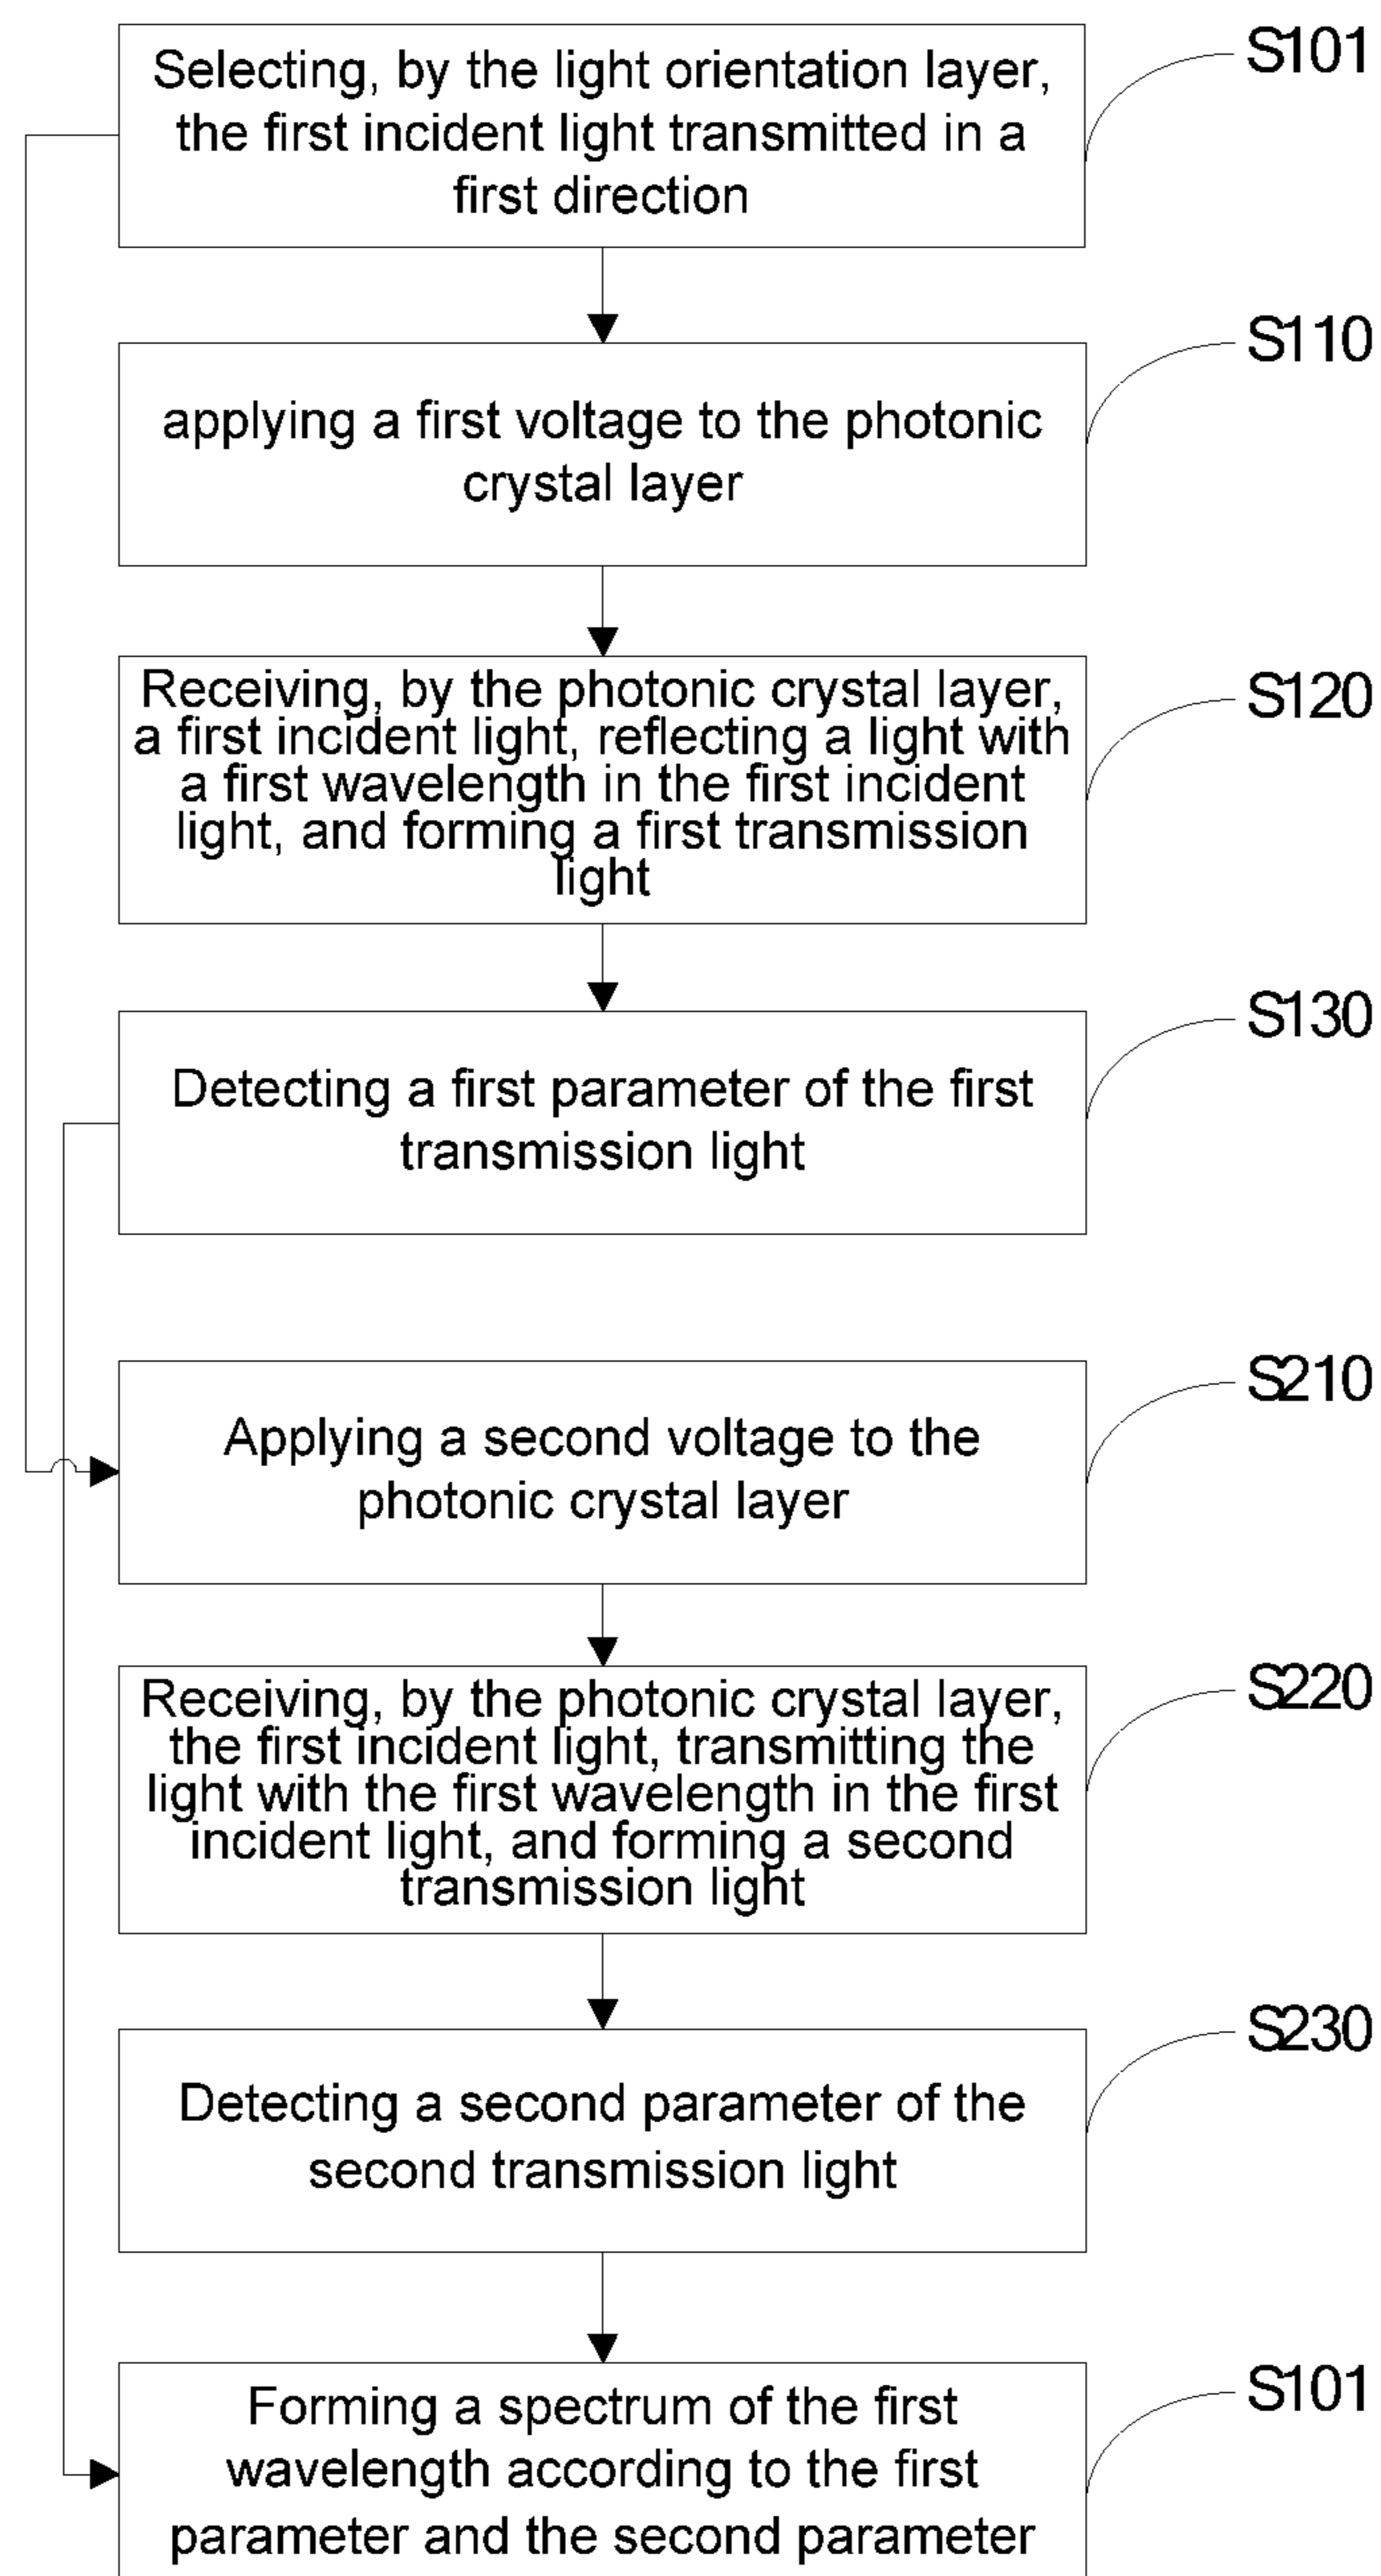 Selecting, by the light orientation layer,
the first incident light transmitted in a
first direction
S101
applying a first voltage to the photonic
crystal layer
S110
Receiving, by the photonic crystal layer,
a first incident light, reflecting a light with
a first wavelength in the first incident
light, and forming a first transmission
light
S120
Detecting a first parameter of the first
transmission light
S130
Applying a second voltage to the
photonic crystal layer
S210
Receiving, by the photonic crystal layer,
the first incident light, transmitting the
light with the first wavelength in the first
incident light, and forming a second
transmission light
S220
Detecting a second parameter of the
second transmission light
S230
Forming a spectrum of the first
wavelength according to the first
parameter and the second parameter
S101